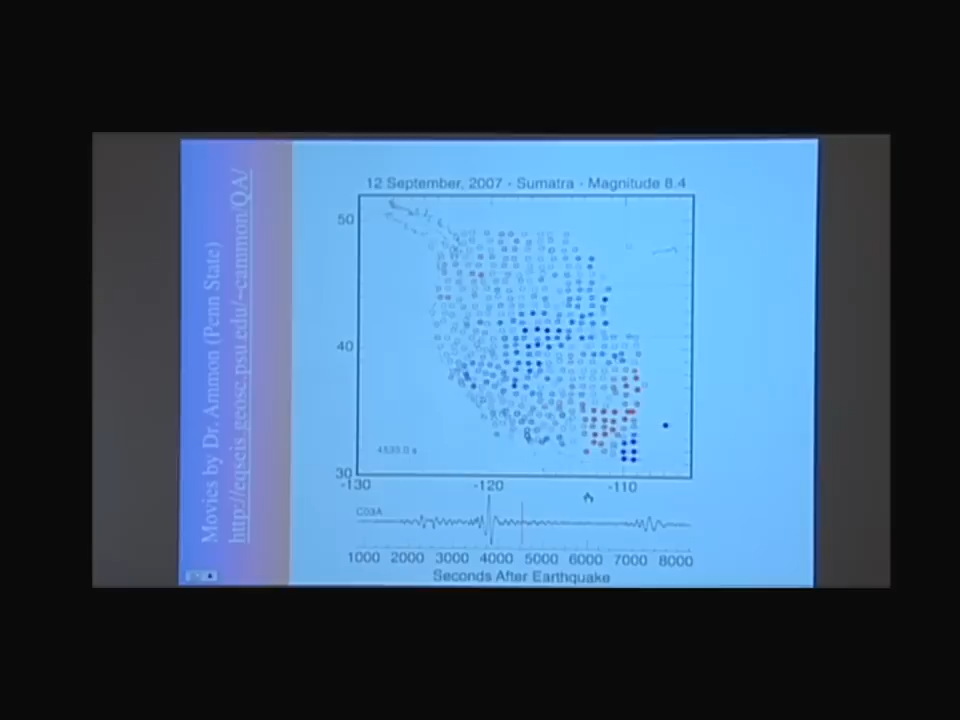 Movies by Dr. Ammon (Penn State)
http://eqseis.geosc.psu.edu/~cammon/QA/
12 September, 2007 - Sumatra - Magnitude 8.4
50
40
30
-130 -120 -110
C03A
1000 2000 3000 4000 5000 6000 7000 8000
Seconds After Earthquake